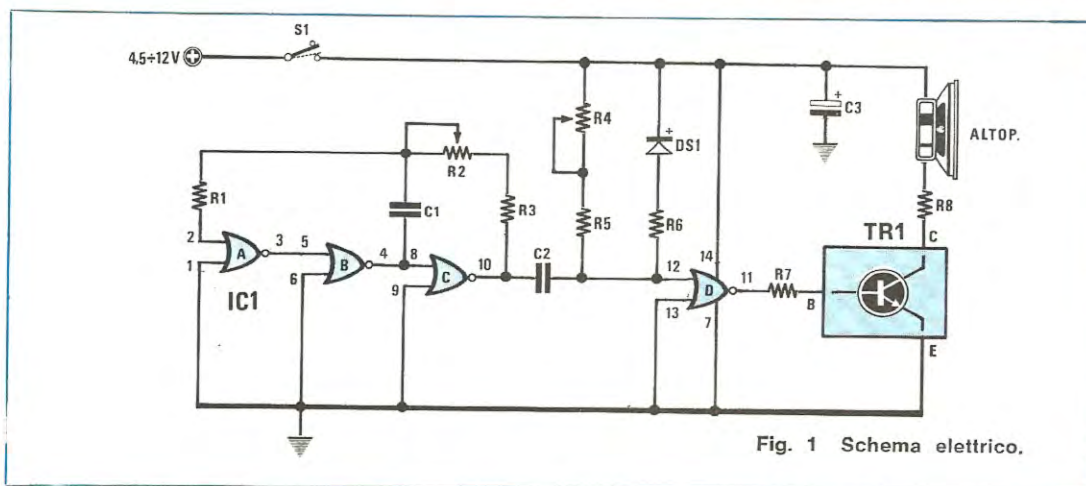 S1
4,5÷12V
R4
C3
DS1
ALTOP.
R2
R1
C1
R3
R8
R5
R6
C2
TR1
C
2
3
5
4
8
10
12
14
A
B
C
D
11
R7
1
6
9
13
7
B
IC1
E
Fig. 1 Schema elettrico.